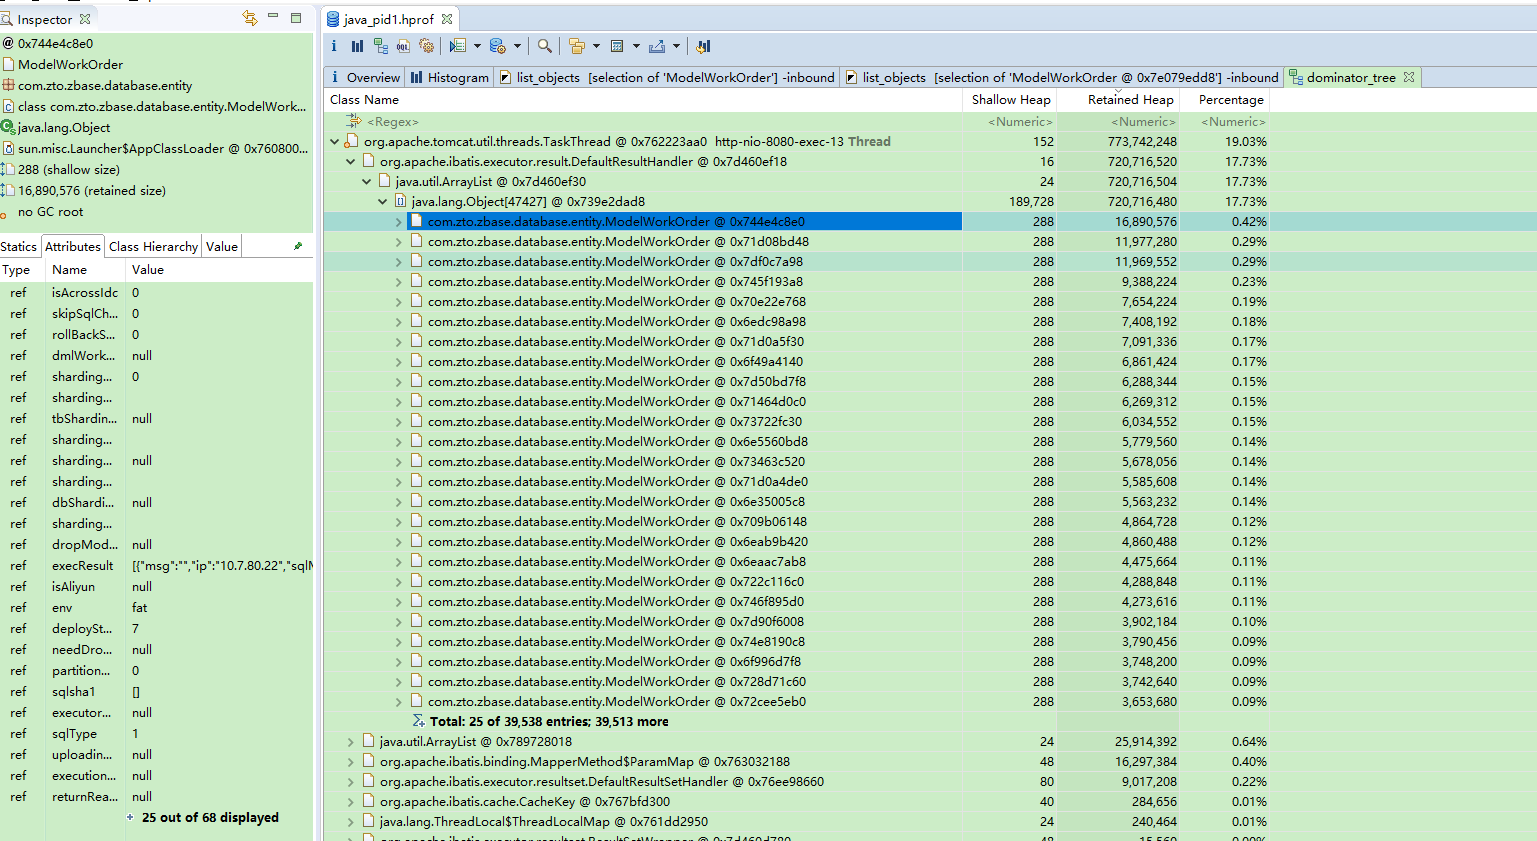 Inspector
@ 0x744e4c8e0
ModelWorkOrder
com.zto.zbase.database.entity
class com.zto.zbase.database.entity.ModelWork...
java.lang.Object
sun.misc.Launcher$AppClassLoader @ 0x760800...
288 (shallow size)
16,890,576 (retained size)
no GC root
Statics Attributes Class Hierarchy Value
Type Name Value
ref isAcrossIdc 0
ref skipSqlCh... 0
ref rollBackS... 0
ref dmlWork... null
ref sharding... 0
ref sharding...
ref tbShardin... null
ref sharding...
ref sharding... null
ref sharding...
ref dbShardi... null
ref sharding...
ref dropMod... null
ref execResult [{"msg":"","ip":"10.7.80.22","sqlM
ref isAliyun null
ref env fat
ref deploySt... 7
ref needDro... null
ref partition... 0
ref sqlsha1 []
ref executor... null
ref sqlType 1
ref uploadin... null
ref execution... null
ref returnRea... null
25 out of 68 displayed
java_pid1.hprof
i Overview Histogram list_objects [selection of 'ModelWorkOrder'] -inbound list_objects [selection of 'ModelWorkOrder @ 0x7e079edd8'] -inbound dominator_tree
Class Name Shallow Heap Retained Heap Percentage
<Regex> <Numeric> <Numeric> <Numeric>
org.apache.tomcat.util.threads.TaskThread @ 0x762223aa0 http-nio-8080-exec-13 Thread 152 773,742,248 19.03%
org.apache.ibatis.executor.result.DefaultResultHandler @ 0x7d460ef18 16 720,716,520 17.73%
java.util.ArrayList @ 0x7d460ef30 24 720,716,504 17.73%
java.lang.Object[47427] @ 0x739e2dad8 189,728 720,716,480 17.73%
com.zto.zbase.database.entity.ModelWorkOrder @ 0x744e4c8e0 288 16,890,576 0.42%
com.zto.zbase.database.entity.ModelWorkOrder @ 0x71d08bd48 288 11,977,280 0.29%
com.zto.zbase.database.entity.ModelWorkOrder @ 0x7df0c7a98 288 11,969,552 0.29%
com.zto.zbase.database.entity.ModelWorkOrder @ 0x745f193a8 288 9,388,224 0.23%
com.zto.zbase.database.entity.ModelWorkOrder @ 0x70e22e768 288 7,654,224 0.19%
com.zto.zbase.database.entity.ModelWorkOrder @ 0x6edc98a98 288 7,408,192 0.18%
com.zto.zbase.database.entity.ModelWorkOrder @ 0x71d0a5f30 288 7,091,336 0.17%
com.zto.zbase.database.entity.ModelWorkOrder @ 0x6f49a4140 288 6,861,424 0.17%
com.zto.zbase.database.entity.ModelWorkOrder @ 0x7d50bd7f8 288 6,288,344 0.15%
com.zto.zbase.database.entity.ModelWorkOrder @ 0x71464d0c0 288 6,269,312 0.15%
com.zto.zbase.database.entity.ModelWorkOrder @ 0x73722fc30 288 6,034,552 0.15%
com.zto.zbase.database.entity.ModelWorkOrder @ 0x6e5560bd8 288 5,779,560 0.14%
com.zto.zbase.database.entity.ModelWorkOrder @ 0x73463c520 288 5,678,056 0.14%
com.zto.zbase.database.entity.ModelWorkOrder @ 0x71d0a4de0 288 5,585,608 0.14%
com.zto.zbase.database.entity.ModelWorkOrder @ 0x6e35005c8 288 5,563,232 0.14%
com.zto.zbase.database.entity.ModelWorkOrder @ 0x709b06148 288 4,864,728 0.12%
com.zto.zbase.database.entity.ModelWorkOrder @ 0x6eab9b420 288 4,860,488 0.12%
com.zto.zbase.database.entity.ModelWorkOrder @ 0x6eaac7ab8 288 4,475,664 0.11%
com.zto.zbase.database.entity.ModelWorkOrder @ 0x722c116c0 288 4,288,848 0.11%
com.zto.zbase.database.entity.ModelWorkOrder @ 0x746f895d0 288 4,273,616 0.11%
com.zto.zbase.database.entity.ModelWorkOrder @ 0x7d90f6008 288 3,902,184 0.10%
com.zto.zbase.database.entity.ModelWorkOrder @ 0x74e8190c8 288 3,790,456 0.09%
com.zto.zbase.database.entity.ModelWorkOrder @ 0x6f996d7f8 288 3,748,200 0.09%
com.zto.zbase.database.entity.ModelWorkOrder @ 0x728d71c60 288 3,742,640 0.09%
com.zto.zbase.database.entity.ModelWorkOrder @ 0x72cee5eb0 288 3,653,680 0.09%
Total: 25 of 39,538 entries; 39,513 more
java.util.ArrayList @ 0x789728018 24 25,914,392 0.64%
org.apache.ibatis.binding.MapperMethod$ParamMap @ 0x763032188 48 16,297,384 0.40%
org.apache.ibatis.executor.resultset.DefaultResultSetHandler @ 0x76ee98660 80 9,017,208 0.22%
org.apache.ibatis.cache.CacheKey @ 0x767bfd300 40 284,656 0.01%
java.lang.ThreadLocal$ThreadLocalMap @ 0x761dd2950 24 240,464 0.01%